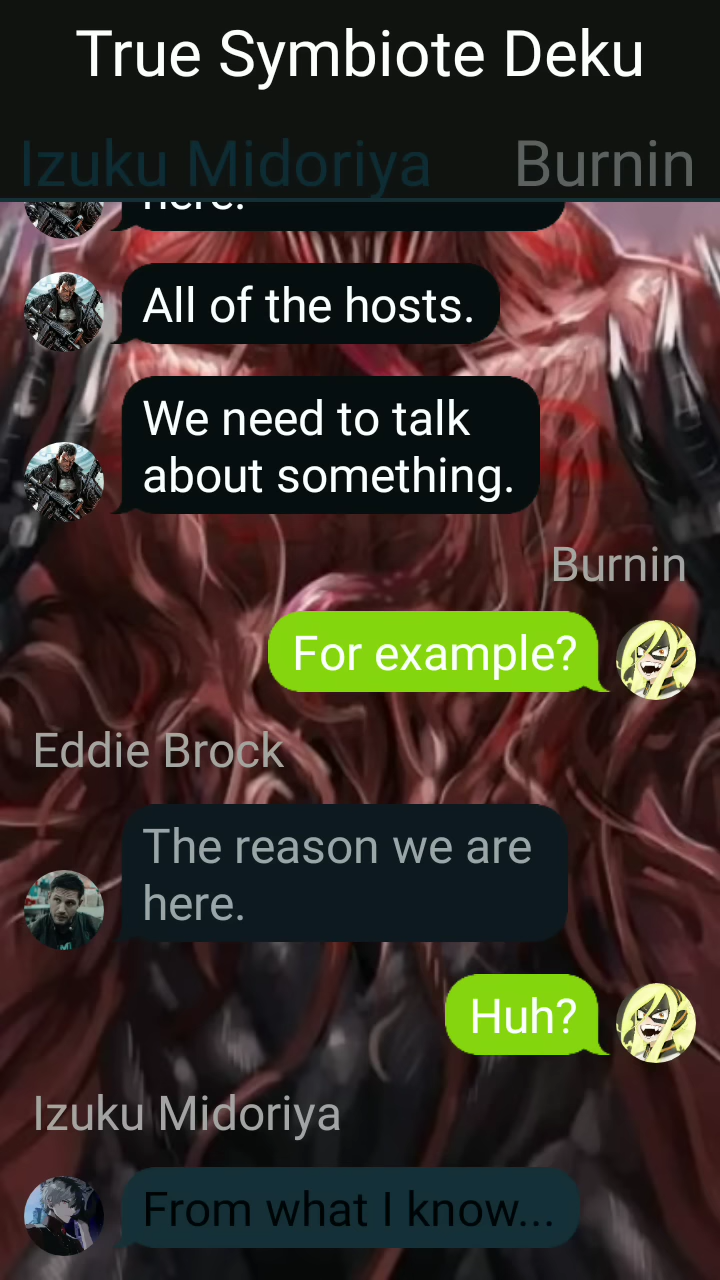 True Symbiote Deku
Izuku Midoriya Burnin
here.
All of the hosts.
We need to talk
about something.
Burnin
For example?
Eddie Brock
The reason we are
here.
Huh?
Izuku Midoriya
From what I know...